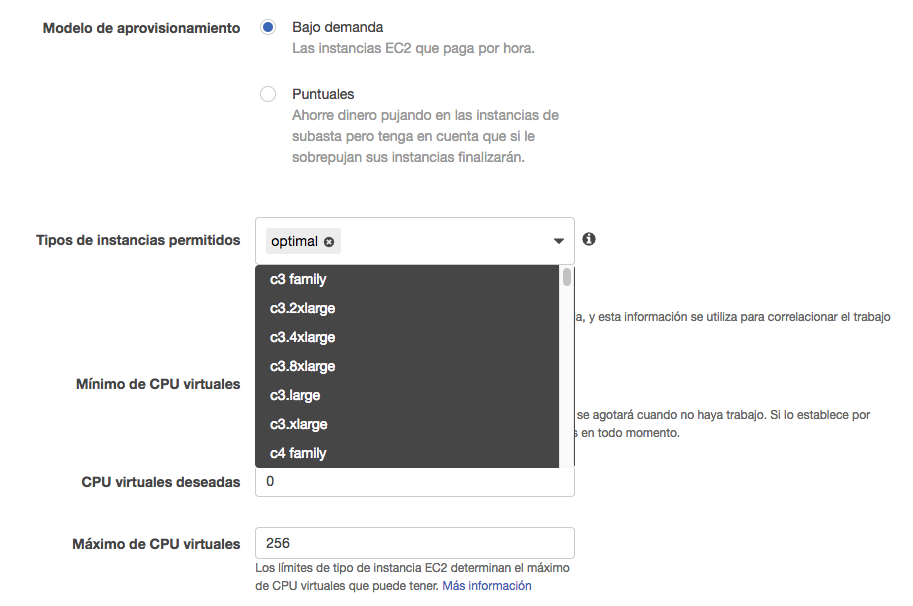 Modelo de aprovisionamiento
Bajo demanda
Las instancias EC2 que paga por hora.
Puntuales
Ahorre dinero pujando en las instancias de
subasta pero tenga en cuenta que si le
sobrepujan sus instancias finalizarán.
Tipos de instancias permitidos
optimal
c3 family
c3.2xlarge
a, y esta información se utiliza para correlacionar el trabajo
c3.4xlarge
c3.8xlarge
Mínimo de CPU virtuales
c3.large
se agotará cuando no haya trabajo. Si lo establece por
c3.xlarge
s en todo momento.
c4 family
CPU virtuales deseadas
0
Máximo de CPU virtuales
256
Los límites de tipo de instancia EC2 determinan el máximo
de CPU virtuales que puede tener. Más información